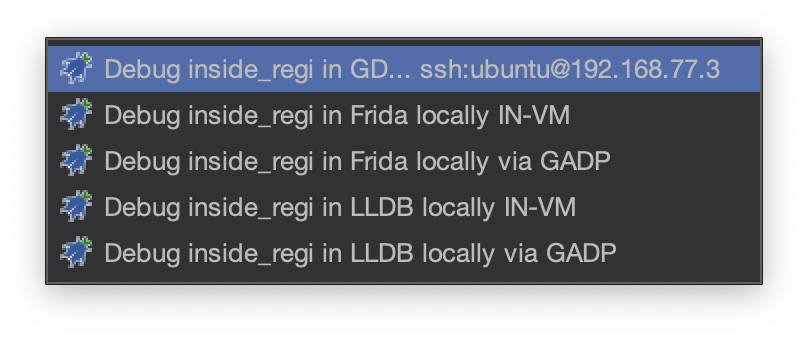 Debug inside_regi in GD... ssh:ubuntu@192.168.77.3
Debug inside_regi in Frida locally IN-VM
Debug inside_regi in Frida locally via GADP
Debug inside_regi in LLDB locally IN-VM
Debug inside_regi in LLDB locally via GADP